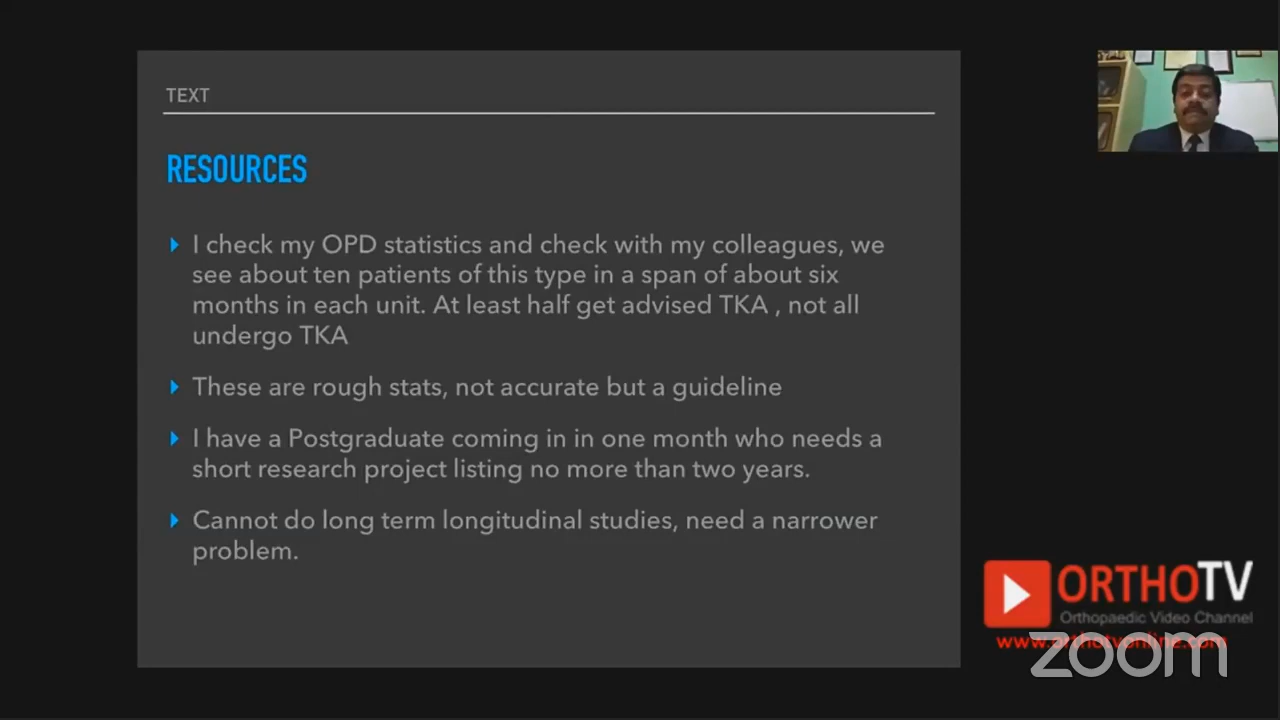 TEXT
RESOURCES
I check my OPD statistics and check with my colleagues, we
see about ten patients of this type in a span of about six
months in each unit. At least half get advised TKA , not all
undergo TKA
These are rough stats, not accurate but a guideline
I have a Postgraduate coming in in one month who needs a
short research project listing no more than two years.
Cannot do long term longitudinal studies, need a narrower
problem.
ORTHOTV
Orthopaedic Video Channel
www.orthotvonline.com
zoom